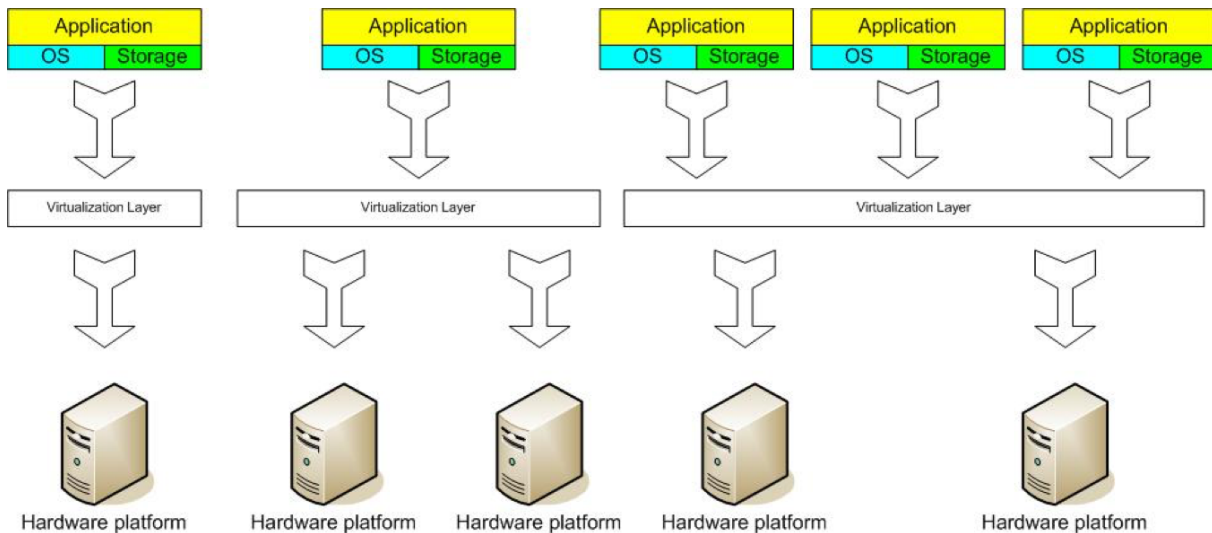 Application Application Application Application Application
OS Storage OS Storage OS Storage OS Storage OS Storage
Virtualization Layer Virtualization Layer Virtualization Layer
Hardware platform Hardware platform Hardware platform Hardware platform Hardware platform